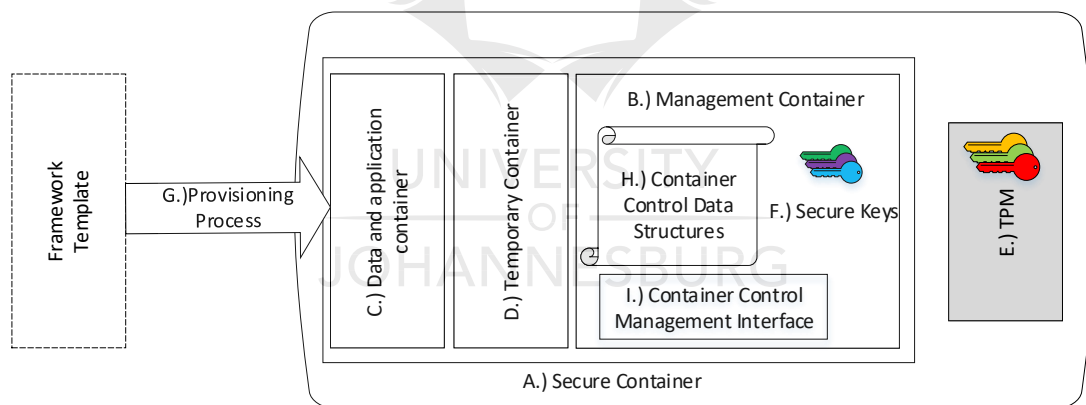 Framework
Template
G.)Provisioning
Process
C.) Data and application
container
D.) Temporary Container
B.) Management Container
H.) Container
Control Data
Structures
F.) Secure Keys
I.) Container Control
Management Interface
E.) TPM
A.) Secure Container
UNIVERSITY
OF
JOHANNESBURG